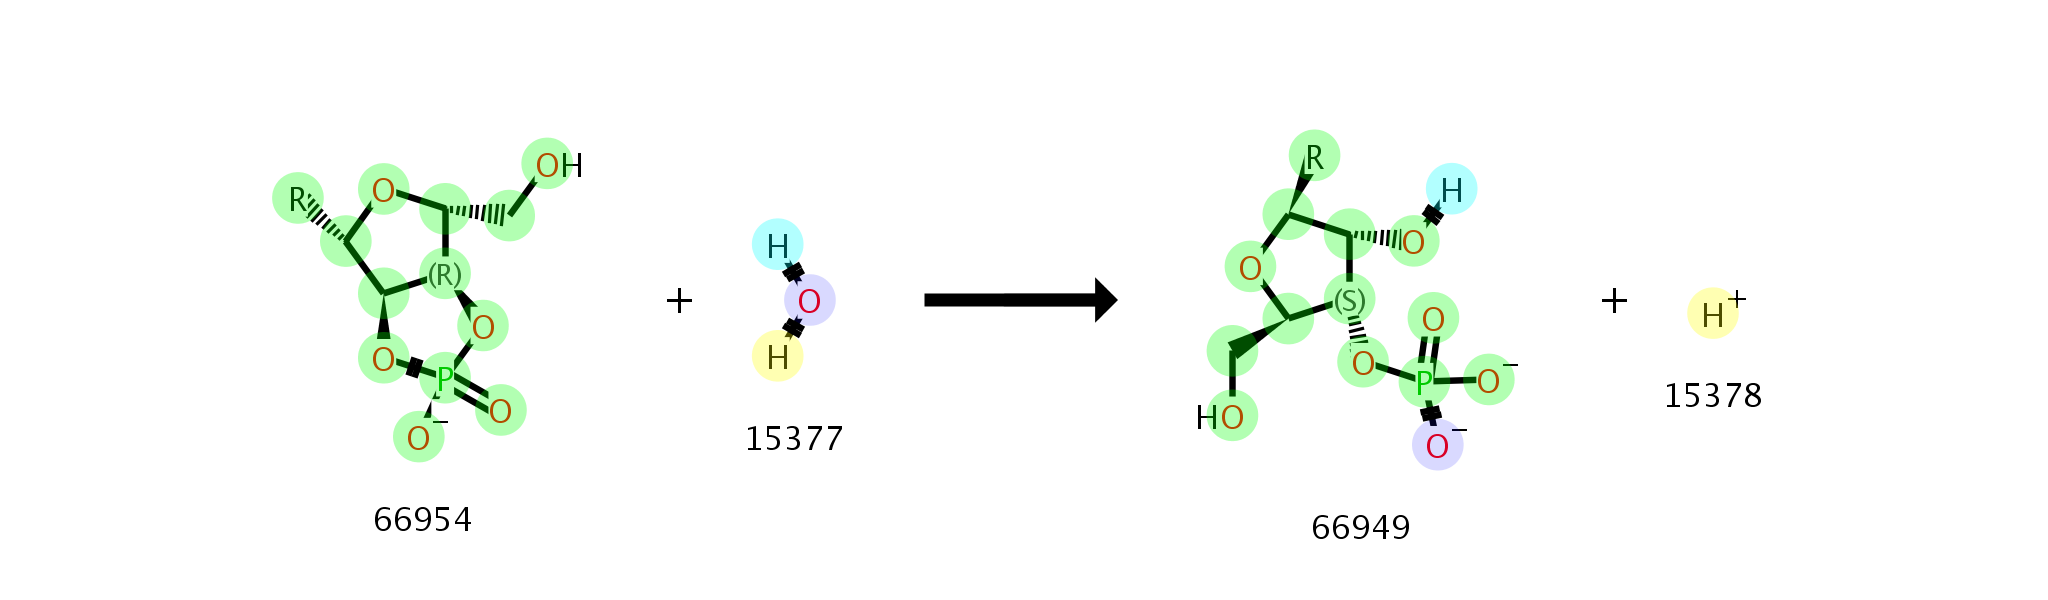 OH
R
O
(R)
O
O
P
O
O−
66954
+
H
O
H
15377
R
H
O
O
(S)
O
O
P
O−
HO
O−
66949
+
H+
15378